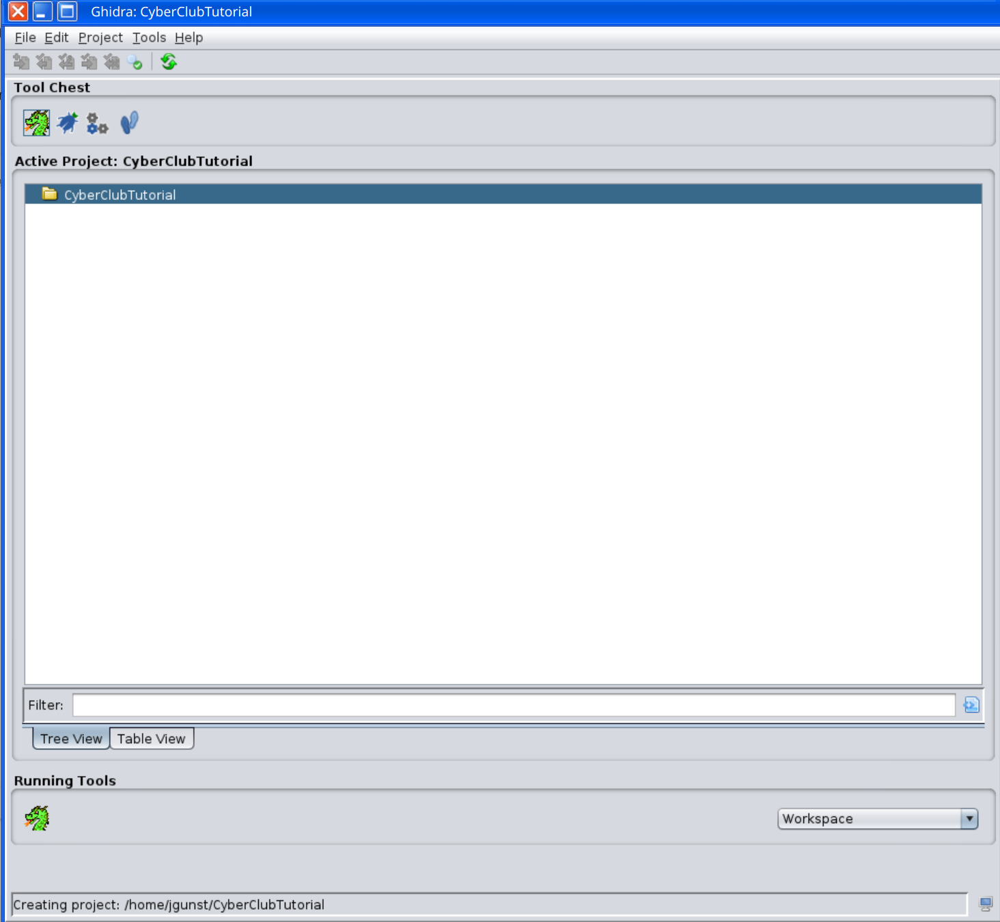 Ghidra: CyberClubTutorial
File Edit Project Tools Help
Tool Chest
Active Project: CyberClubTutorial
CyberClubTutorial
Filter:
Tree View Table View
Running Tools
Workspace
Creating project: /home/jgunst/CyberClubTutorial